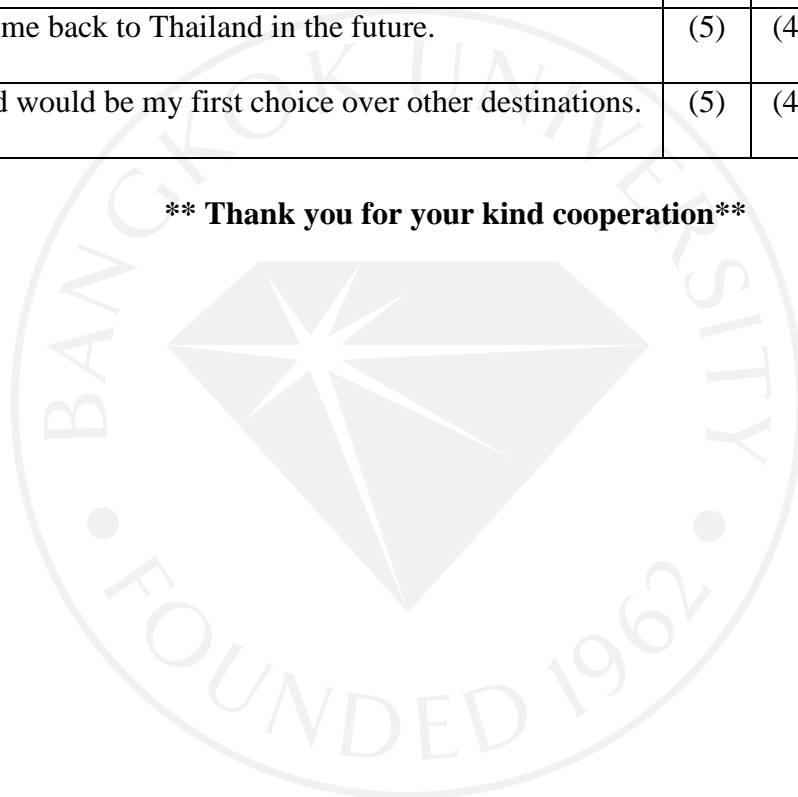 me back to Thailand in the future. (5) (4
d would be my first choice over other destinations. (5) (4
** Thank you for your kind cooperation**
BANGKOK UNIVERSITY
• FOUNDED 1962 •